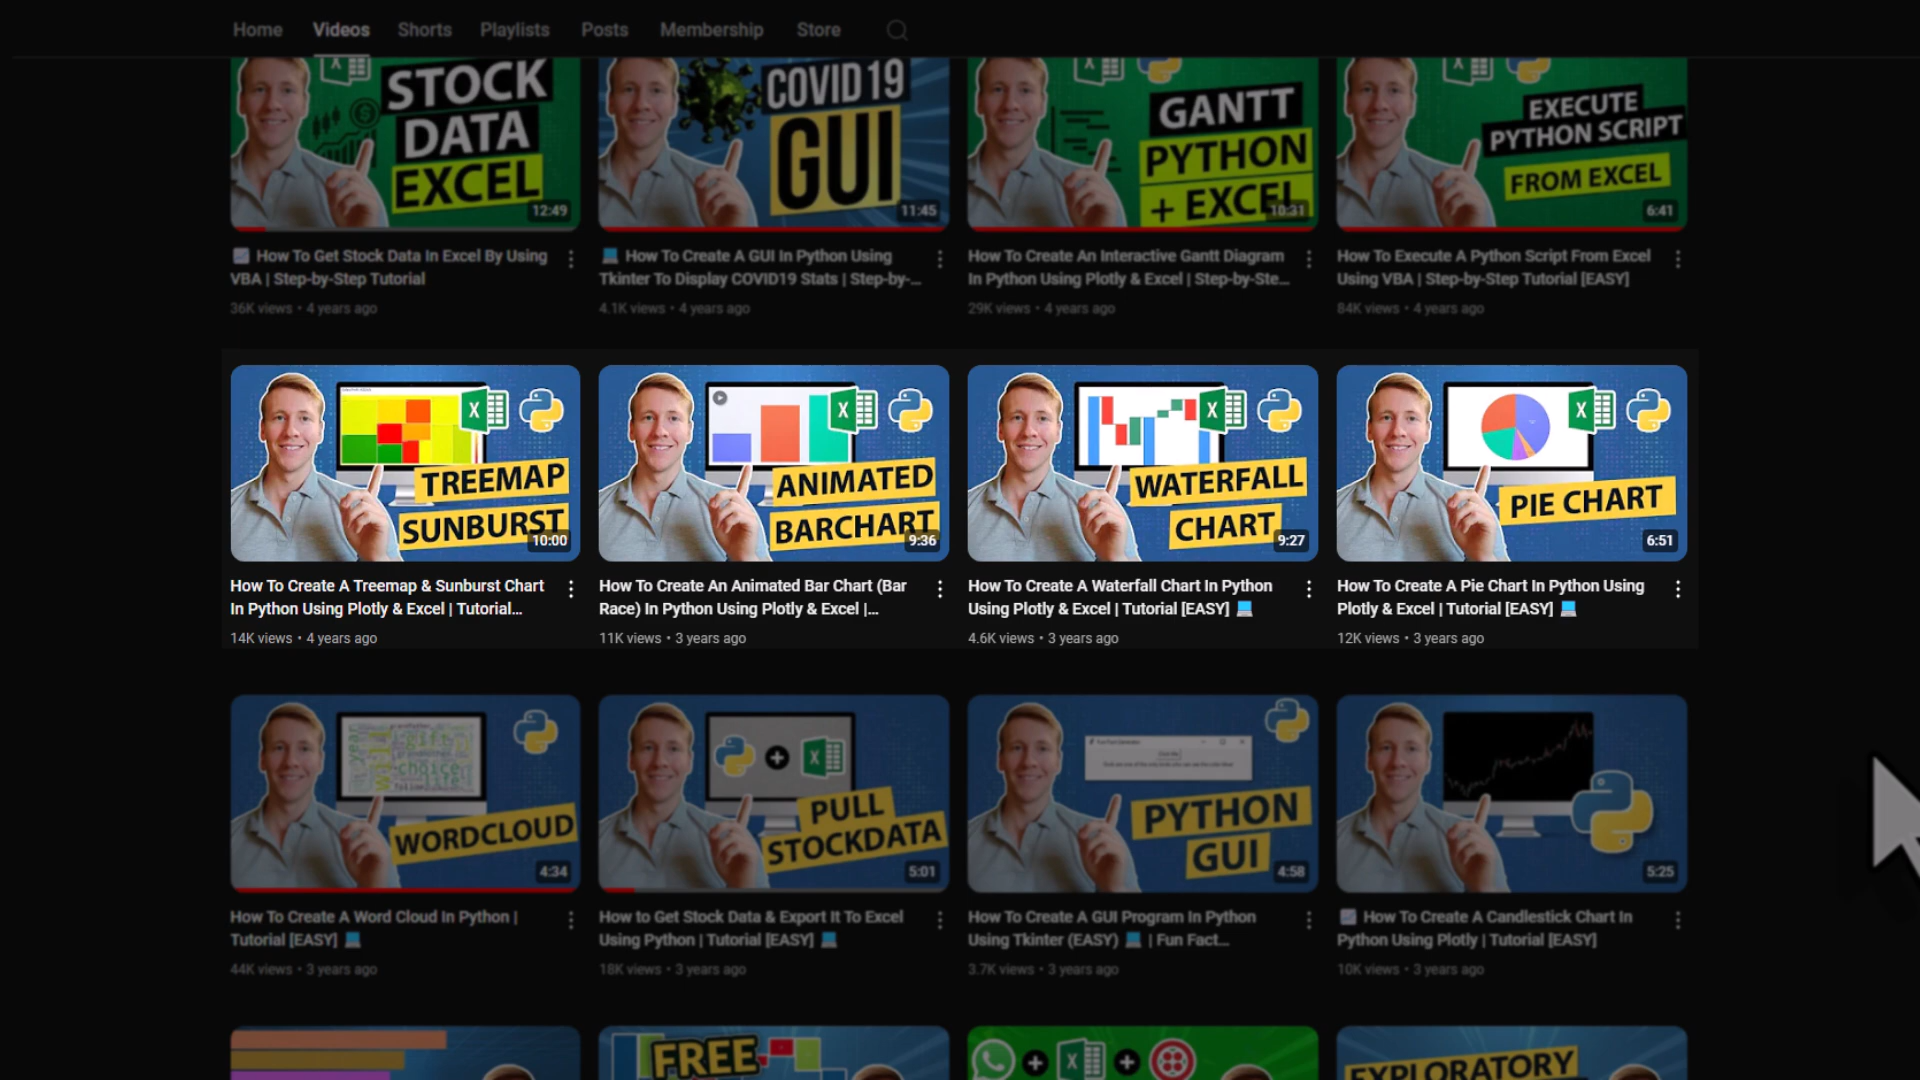 Home Videos Shorts Playlists Posts Membership Store
STOCK
DATA
EXCEL
12:49
COVID 19
GUI
11:45
GANTT
PYTHON
+ EXCEL
10:31
EXECUTE
PYTHON SCRIPT
FROM EXCEL
6:41
How To Get Stock Data In Excel By Using
VBA | Step-by-Step Tutorial
36K views • 4 years ago
How To Create A GUI In Python Using
Tkinter To Display COVID19 Stats | Step-by-...
4.1K views • 4 years ago
How To Create An Interactive Gantt Diagram
In Python Using Plotly & Excel | Step-by-Ste...
29K views • 4 years ago
How To Execute A Python Script From Excel
Using VBA | Step-by-Step Tutorial [EASY]
84K views • 4 years ago
TREEMAP
SUNBURST
10:00
ANIMATED
BARCHART
9:36
WATERFALL
CHART
9:27
PIE CHART
6:51
How To Create A Treemap & Sunburst Chart
In Python Using Plotly & Excel | Tutorial...
14K views • 4 years ago
How To Create An Animated Bar Chart (Bar
Race) In Python Using Plotly & Excel |...
11K views • 3 years ago
How To Create A Waterfall Chart In Python
Using Plotly & Excel | Tutorial [EASY]
4.6K views • 3 years ago
How To Create A Pie Chart In Python Using
Plotly & Excel | Tutorial [EASY]
12K views • 3 years ago
will
choice
WORDCLOUD
4:34
PULL
STOCKDATA
5:01
PYTHON
GUI
4:58
5:25
How To Create A Word Cloud In Python |
Tutorial [EASY]
44K views • 3 years ago
How to Get Stock Data & Export It To Excel
Using Python | Tutorial [EASY]
18K views • 3 years ago
How To Create A GUI Program In Python
Using Tkinter (EASY) | Fun Fact...
3.7K views • 3 years ago
How To Create A Candlestick Chart In
Python Using Plotly | Tutorial [EASY]
10K views • 3 years ago
FREE
EXPLORATORY